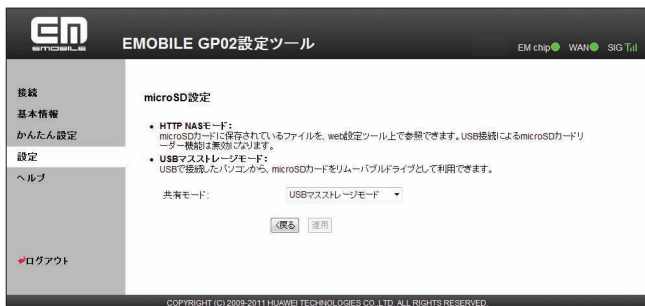 EM
EMOBILE
EMOBILE GP02設定ツール
EM chip WAN SIG
接続
基本情報
かんたん設定
設定
ヘルプ
ログアウト
microSD設定
HTTP NASモード:
microSDカードに保存されているファイルを、web設定ツール上で参照できます。USB接続によるmicroSDカードリ
ーダー機能は無効になります。
USBマスストレージモード:
USBで接続したパソコンから、microSDカードをリムーバブルドライブとして利用できます。
共有モード: USBマスストレージモード
<戻る 適用
COPYRIGHT (C) 2009-2011 HUAWEI TECHNOLOGIES CO.,LTD. ALL RIGHTS RESERVED.